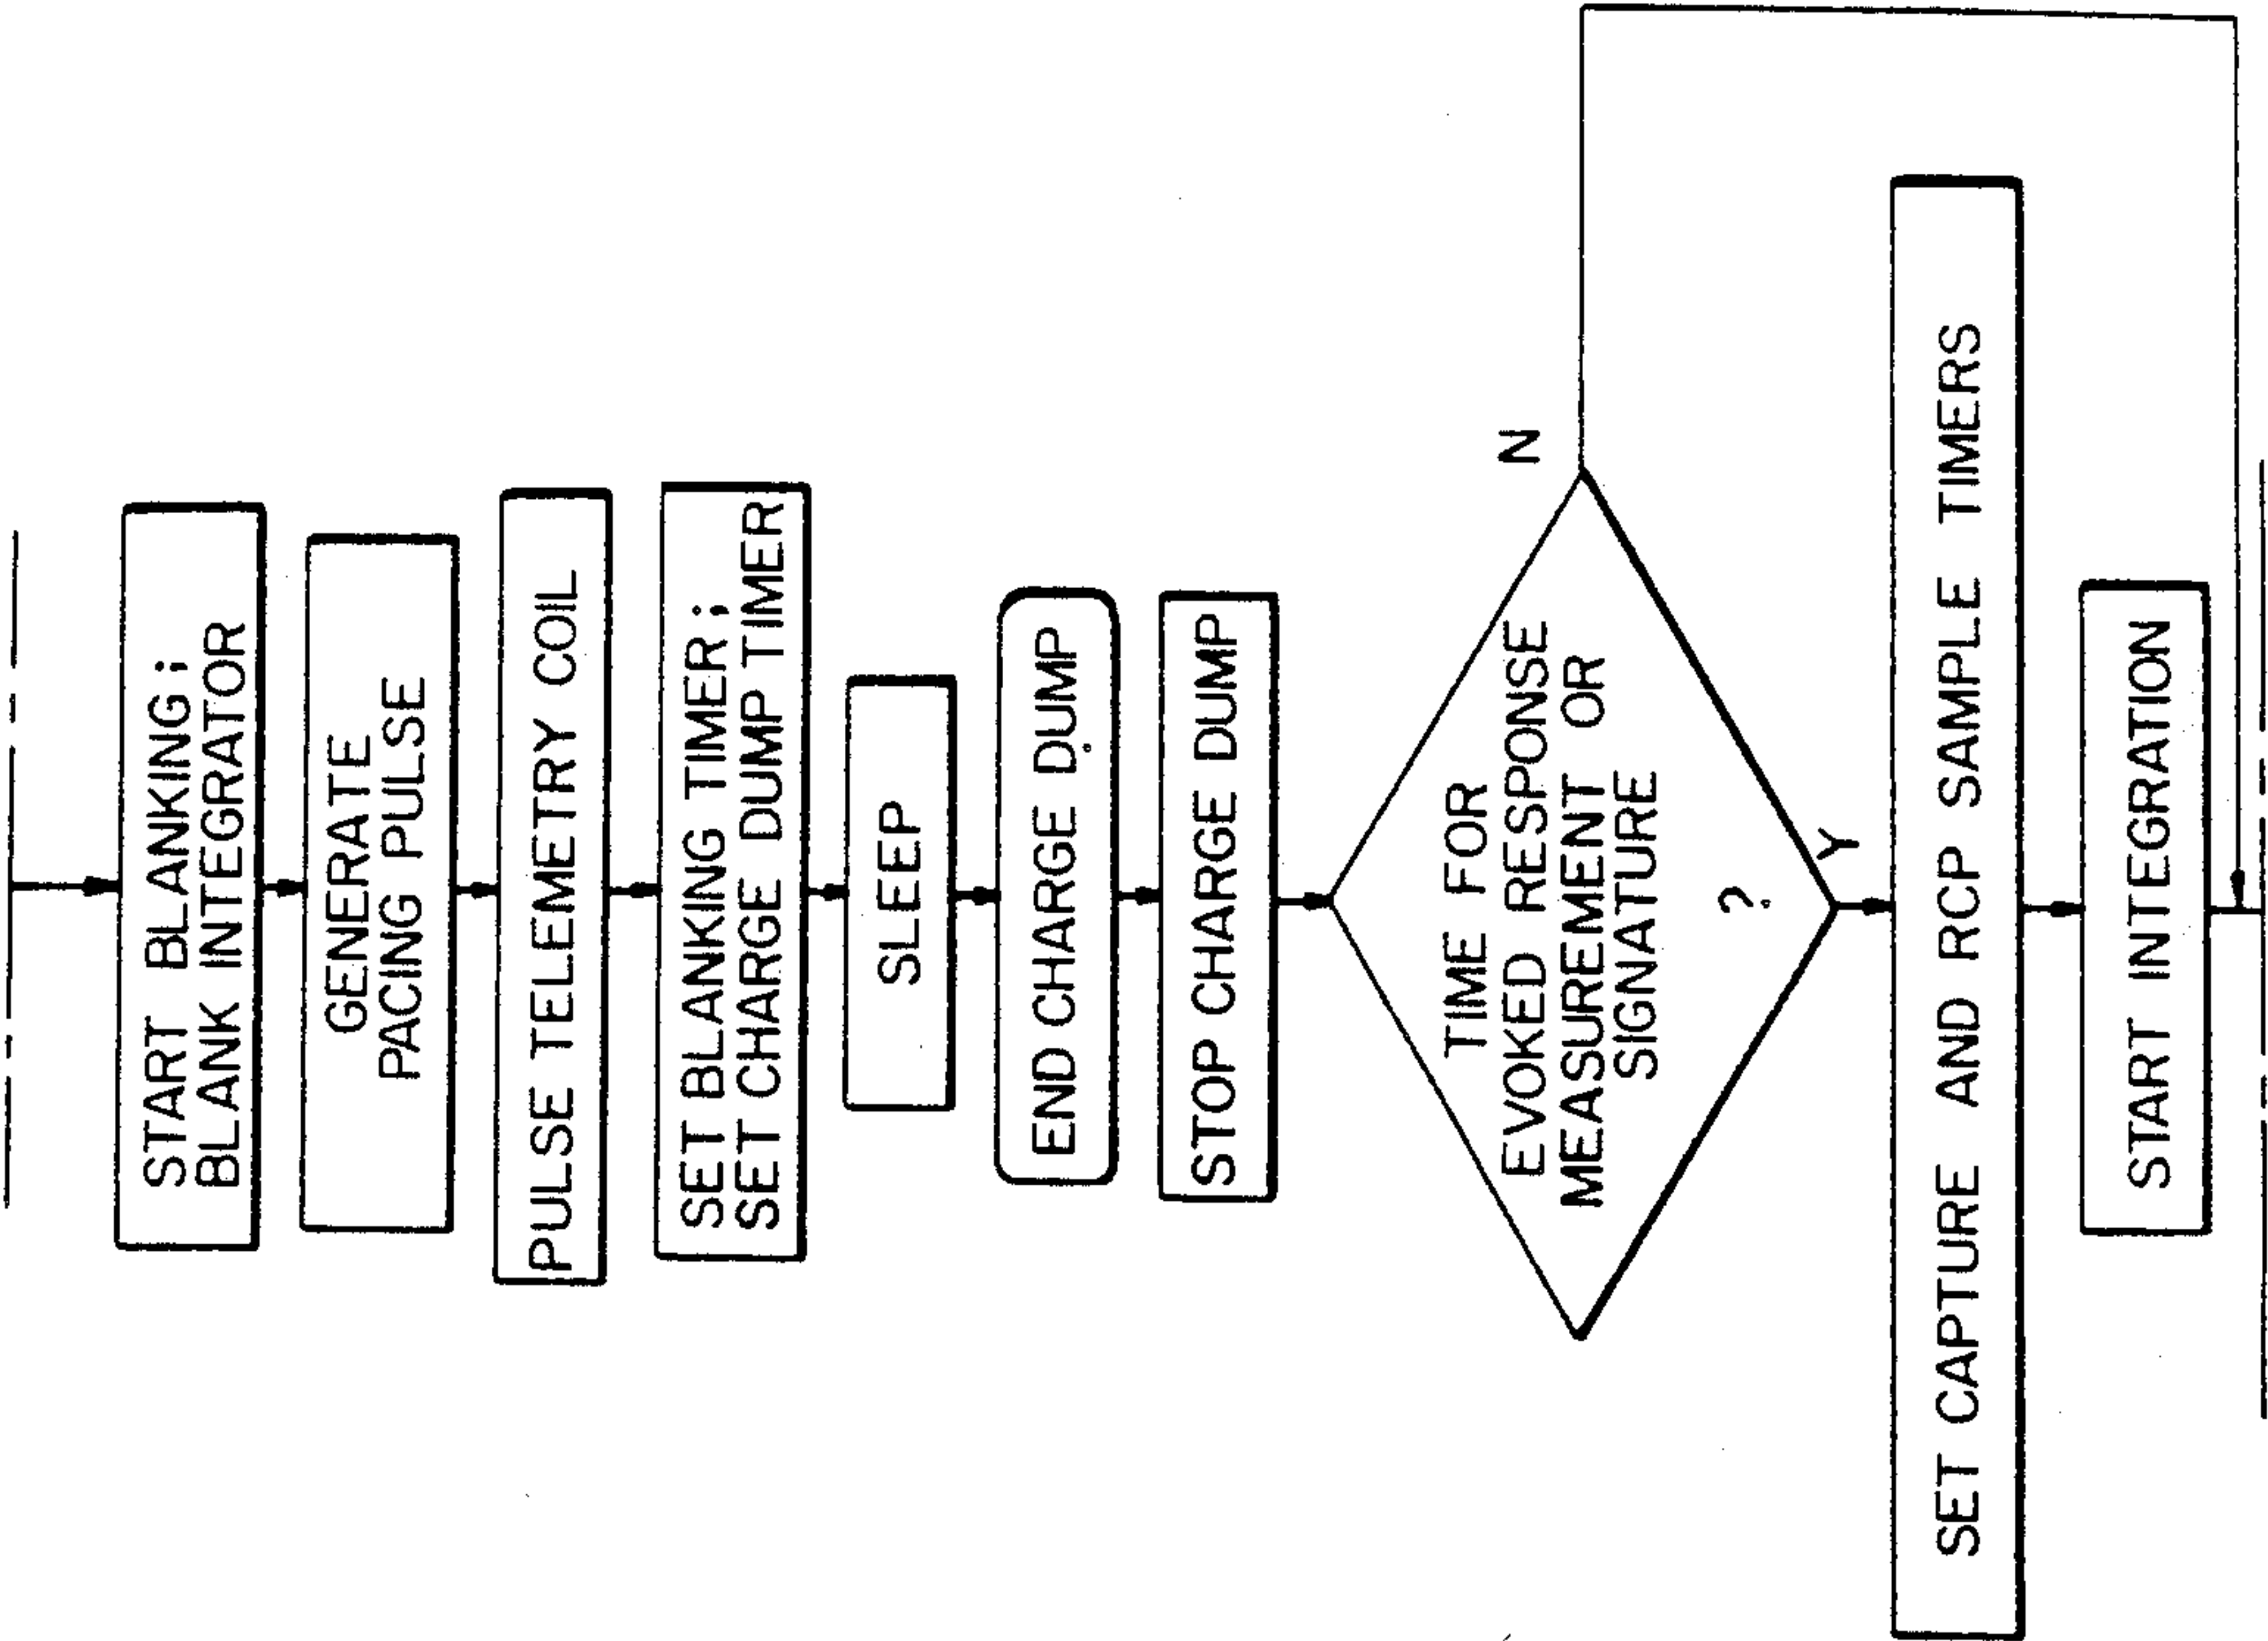 START BLANKING;
BLANK INTEGRATOR
GENERATE
PACING PULSE
PULSE TELEMETRY COIL
SET BLANKING TIMER;
SET CHARGE DUMP TIMER
SLEEP
END CHARGE DUMP
STOP CHARGE DUMP
TIME FOR
EVOKED RESPONSE
MEASUREMENT OR
SIGNATURE
?
N
Y
SET CAPTURE AND RCP SAMPLE TIMERS
START INTEGRATION